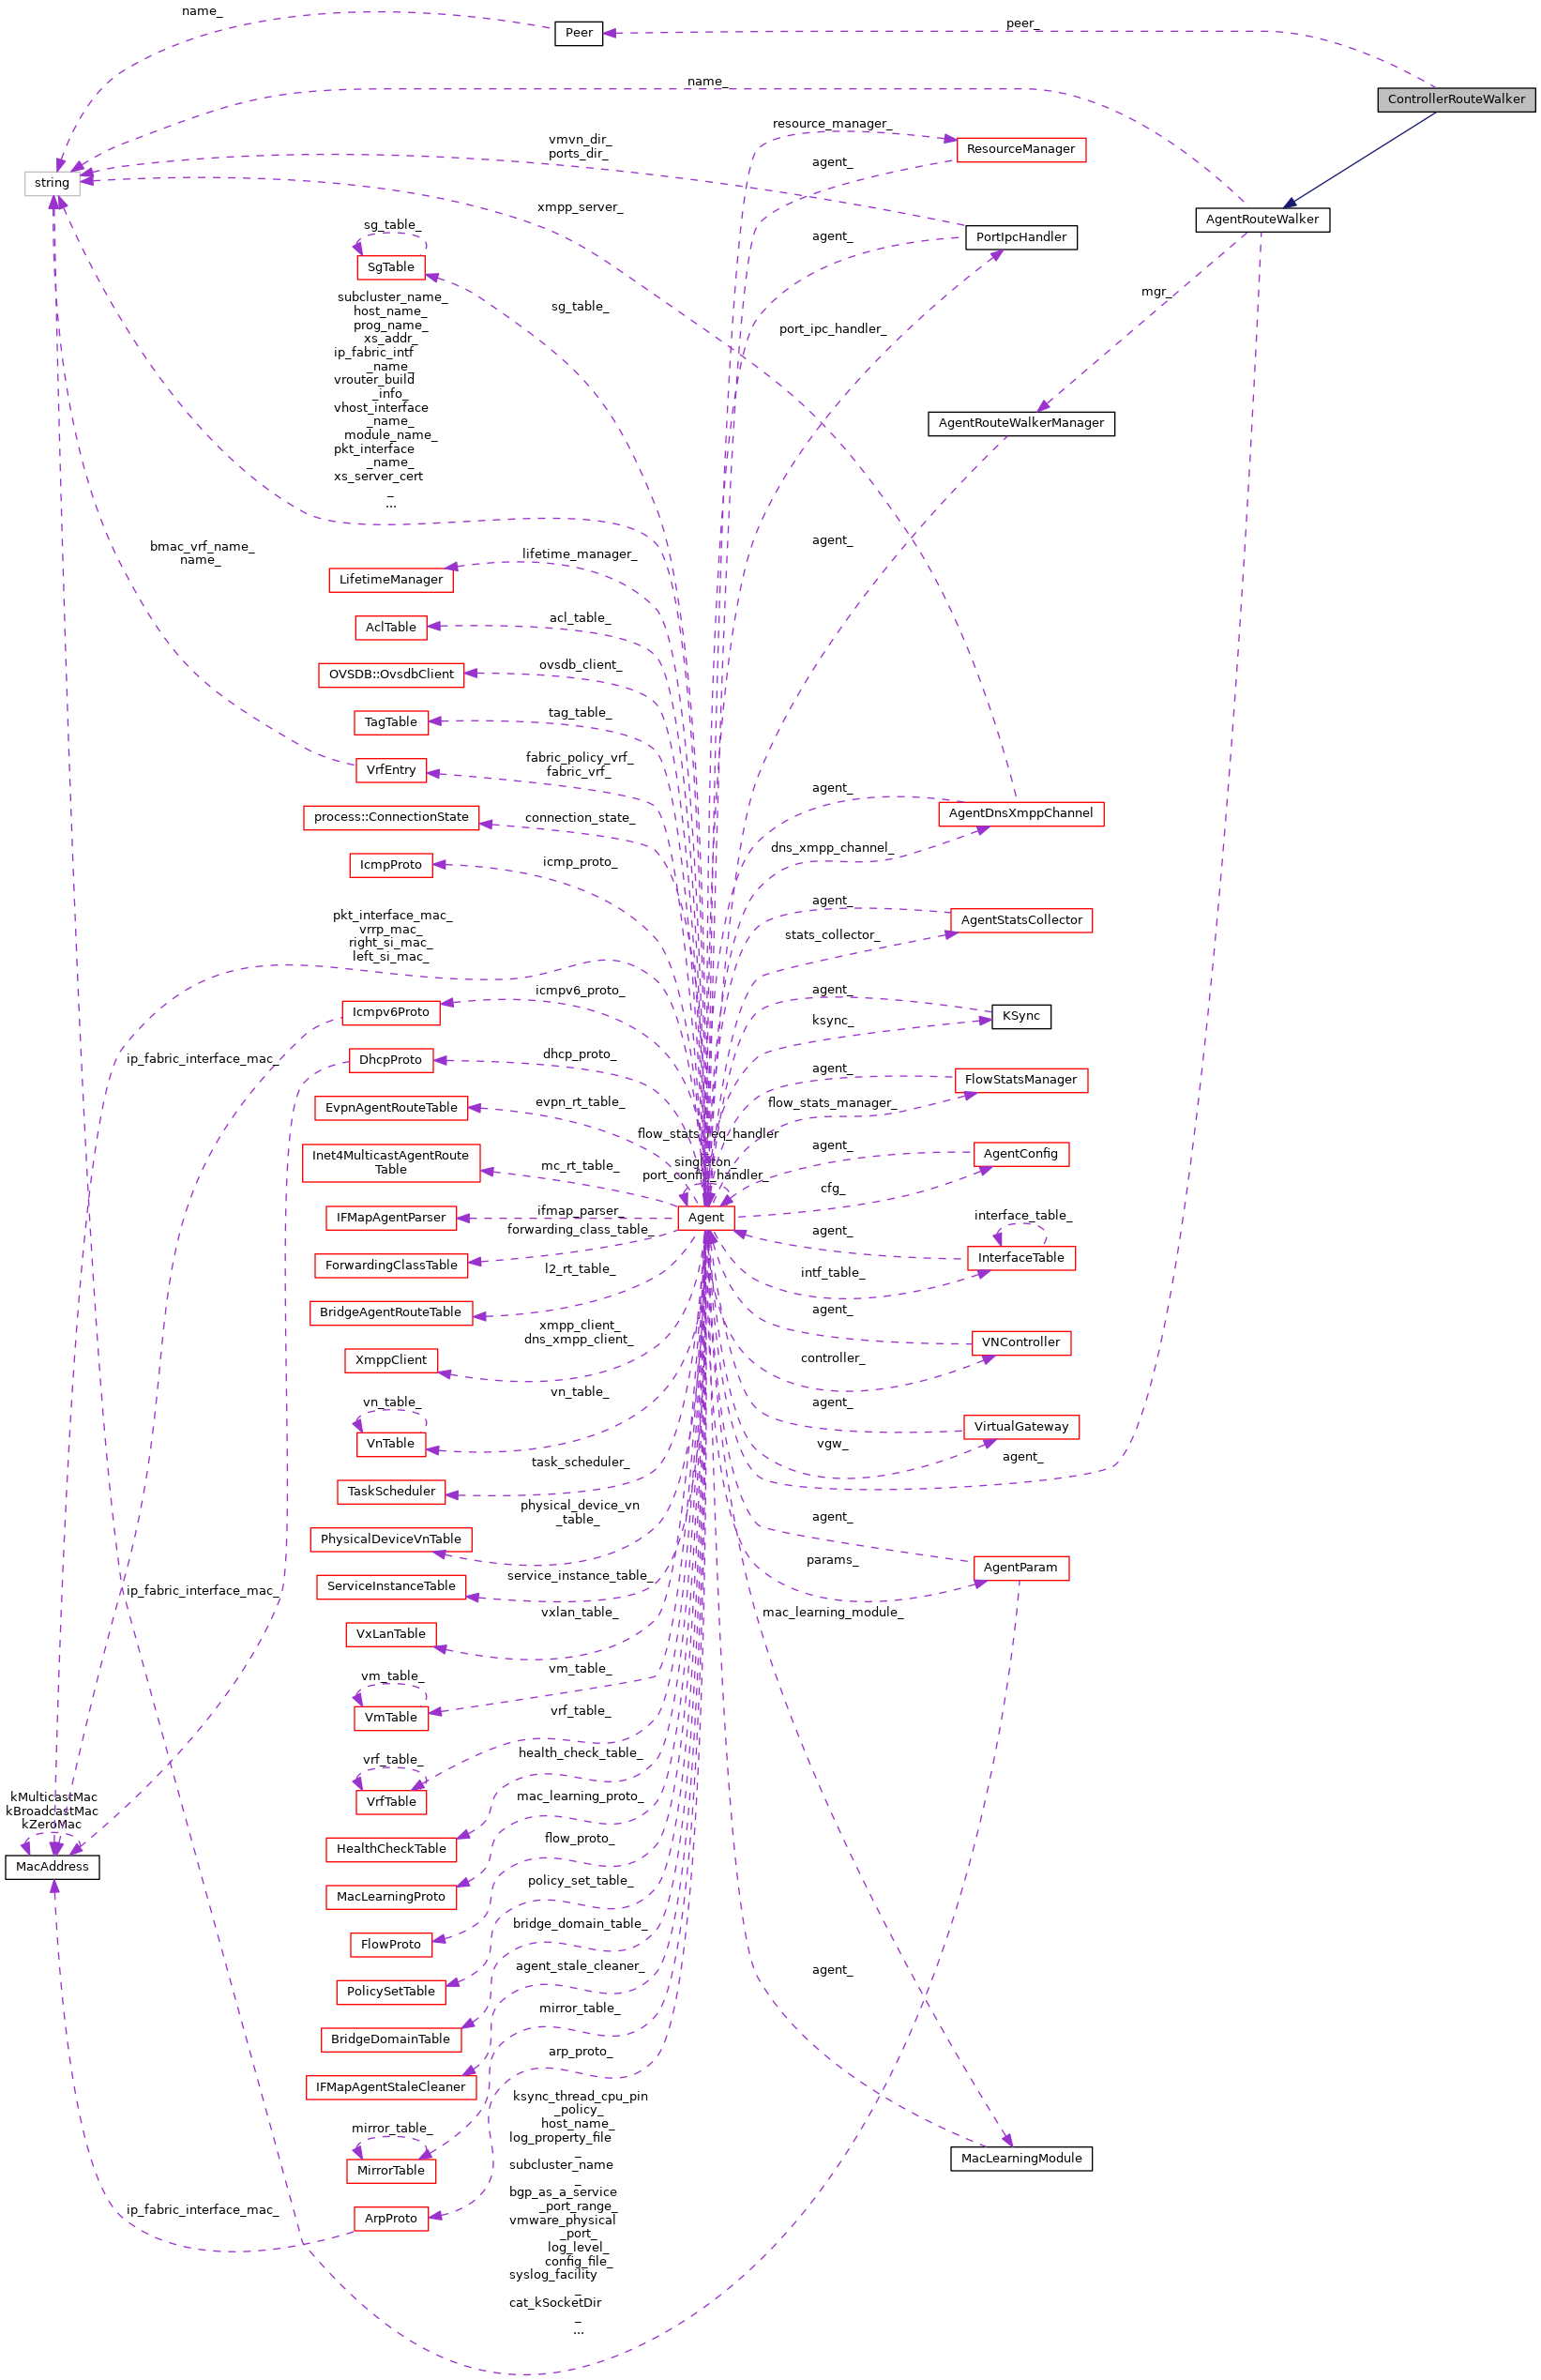 name_
peer_
Peer
name_
ControllerRouteWalker
resource_manager_
vmvn_dir_
ports_dir_
ResourceManager
agent_
string
xmpp_server_
AgentRouteWalker
sg_table_
agent_
PortIpcHandler
SgTable
mgr_
subcluster_name_
host_name_
prog_name_
xs_addr_
ip_fabric_intf
_name_
vrouter_build
_info_
vhost_interface
_name_
module_name_
pkt_interface
_name_
xs_server_cert
_
...
sg_table_
port_ipc_handler_
AgentRouteWalkerManager
agent_
bmac_vrf_name_
name_
lifetime_manager_
LifetimeManager
acl_table_
AclTable
ovsdb_client_
OVSDB::OvsdbClient
tag_table_
TagTable
fabric_policy_vrf_
fabric_vrf_
VrfEntry
agent_
connection_state_
process::ConnectionState
AgentDnsXmppChannel
dns_xmpp_channel_
icmp_proto_
IcmpProto
agent_
pkt_interface_mac_
vrrp_mac_
right_si_mac_
left_si_mac_
AgentStatsCollector
stats_collector_
icmpv6_proto_
Icmpv6Proto
agent_
KSync
ksync_
ip_fabric_interface_mac_
dhcp_proto_
DhcpProto
agent_
FlowStatsManager
flow_stats_manager_
evpn_rt_table_
EvpnAgentRouteTable
flow_stats_req_handler
_
singleton_
port_config_handler_
agent_
AgentConfig
Inet4MulticastAgentRoute
Table
mc_rt_table_
cfg_
ifmap_parser_
IFMapAgentParser
Agent
interface_table_
forwarding_class_table_
agent_
InterfaceTable
ForwardingClassTable
l2_rt_table_
intf_table_
BridgeAgentRouteTable
agent_
xmpp_client_
dns_xmpp_client_
VNController
XmppClient
controller_
vn_table_
vn_table_
agent_
VirtualGateway
VnTable
vgw_
agent_
task_scheduler_
TaskScheduler
physical_device_vn
_table_
agent_
PhysicalDeviceVnTable
params_
AgentParam
service_instance_table_
ServiceInstanceTable
ip_fabric_interface_mac_
vxlan_table_
mac_learning_module_
VxLanTable
vm_table_
vm_table_
VmTable
vrf_table_
vrf_table_
health_check_table_
VrfTable
kMulticastMac
kBroadcastMac
kZeroMac
mac_learning_proto_
MacAddress
HealthCheckTable
flow_proto_
MacLearningProto
policy_set_table_
FlowProto
bridge_domain_table_
PolicySetTable
agent_stale_cleaner_
agent_
BridgeDomainTable
mirror_table_
IFMapAgentStaleCleaner
arp_proto_
mirror_table_
MirrorTable
MacLearningModule
ip_fabric_interface_mac_
ArpProto
ksync_thread_cpu_pin
_policy_
host_name_
log_property_file
_
subcluster_name
_
bgp_as_a_service
_port_range_
vmware_physical
_port_
log_level_
config_file_
syslog_facility
_
cat_kSocketDir
_
...